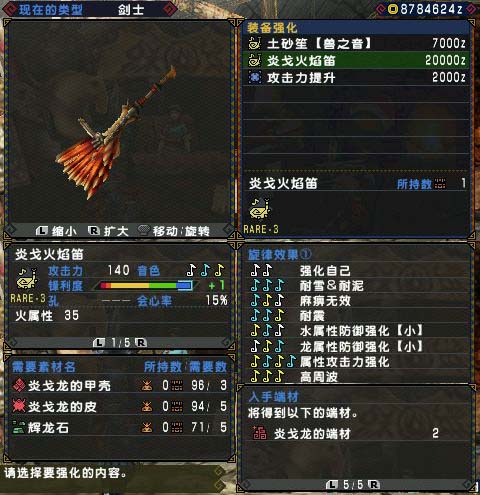 现在的类型 剑士
8784624z
装备强化
土砂笙【兽之音】 7000z
炎戈火焰笛 20000z
攻击力提升 2000z
炎戈火焰笛 所持数 1
RARE-3
L 缩小 R 扩大 移动:旋转
炎戈火焰笛
攻击力 140 音色
锋利度 +1
RARE-3 孔 --- 会心率 15%
火属性 35
L 1/5 R
旋律效果①
强化自己
耐雪&耐泥
麻痹无效
耐震
水属性防御强化【小】
龙属性防御强化【小】
属性攻击力强化
高周波
需要素材名 所持数/需要数
炎戈龙的甲壳 0 96/ 3
炎戈龙的皮 0 94/ 5
辉龙石 0 71/ 5
入手端材
将得到以下的端材。
炎戈龙的端材 2
L 5/5 R
请选择要强化的内容。